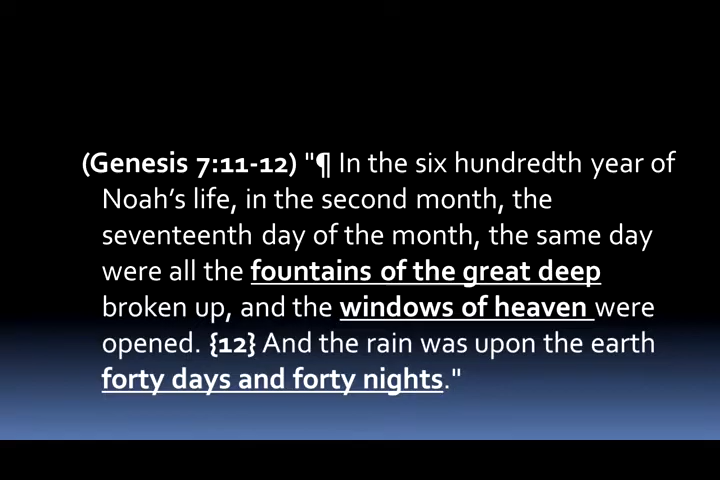 (Genesis 7:11-12) "¶ In the six hundredth year of
Noah’s life, in the second month, the
seventeenth day of the month, the same day
were all the fountains of the great deep
broken up, and the windows of heaven were
opened. {12} And the rain was upon the earth
forty days and forty nights."